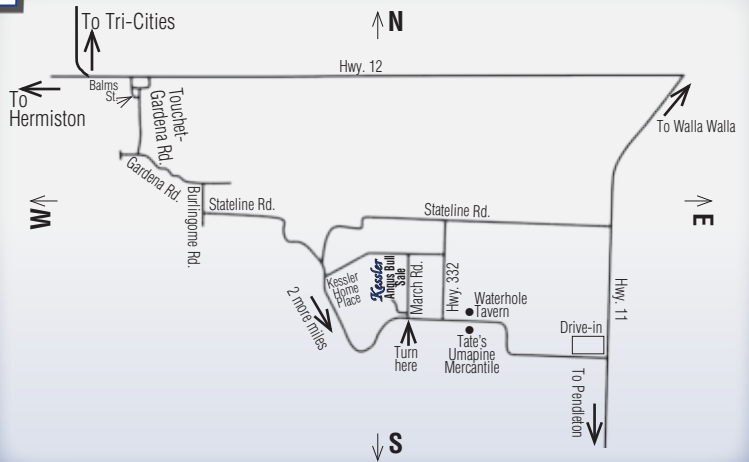 To Tri-Cities
N
Hwy. 12
Balms
St.
To
Hermiston
Touchet-
Gardena Rd.
To Walla Walla
Gardena Rd.
Burlingome Rd.
W
Stateline Rd.
Stateline Rd.
E
Kessler
Home
Place
Kessler
Angus Bull
Sale
March Rd.
Hwy. 332
Hwy. 11
2 more miles
Waterhole
Tavern
Drive-in
Turn
here
Tate's
Umapine
Mercantile
To Pendleton
S